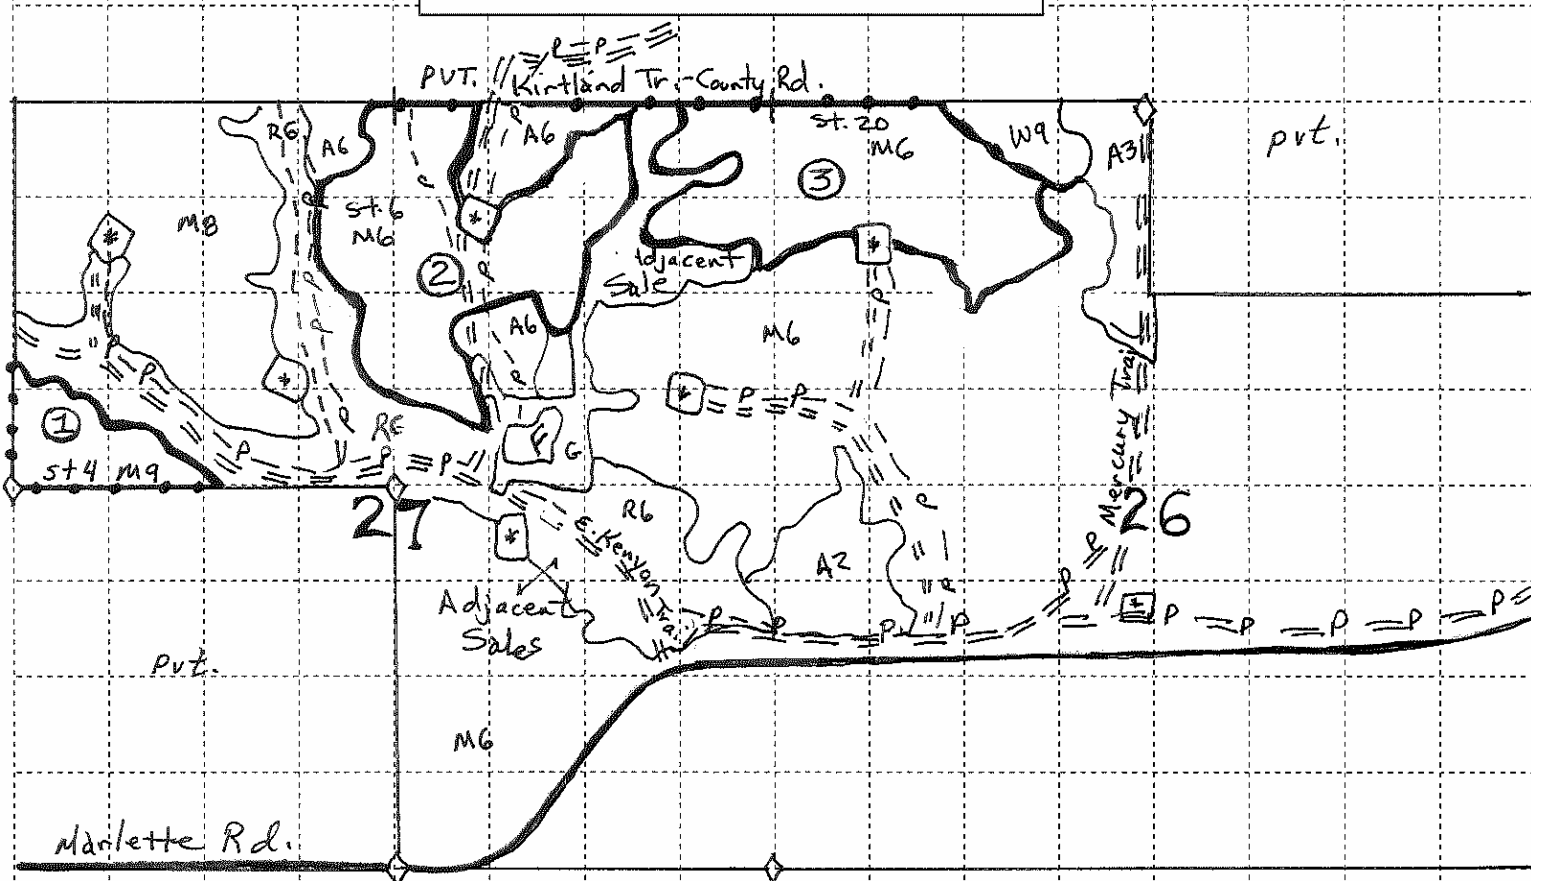 P P
PVT. Kirtland Tr.-County Rd.
R6 A6 P A6 St. 20 M6 W9 A3 pvt.
P P 3
M8 St. 6 M6 *
* 2 P Adjacent Sale * P
P A6 M6
P P * * P P Mercury Trail
1 P R6 F G
st 4 M9 P P P
27 R6 P 26
* E. Kenyon Trail A2 P P
Adjacent Sales P P P P P * P P P P P
pvt.
M6
Marlette Rd.